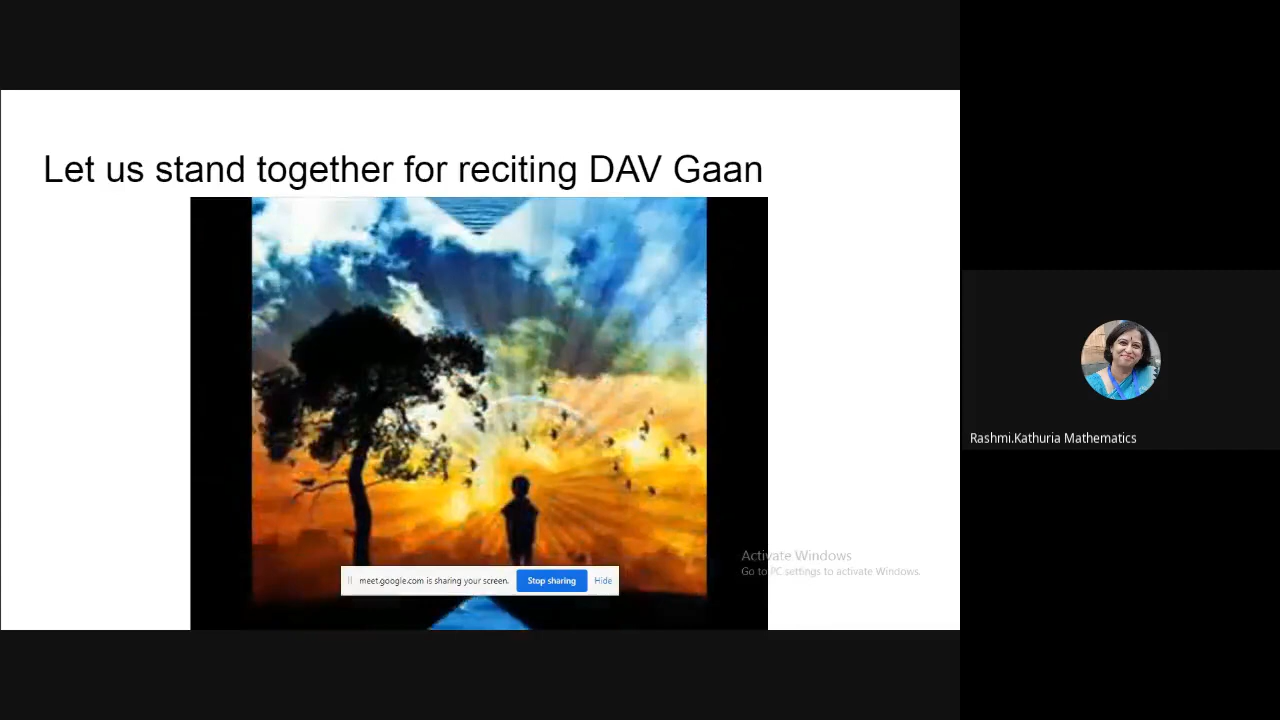 Let us stand together for reciting DAV Gaan
Activate Windows
Go to PC settings to activate Windows.
meet.google.com is sharing your screen. Stop sharing Hide
Rashmi.Kathuria Mathematics